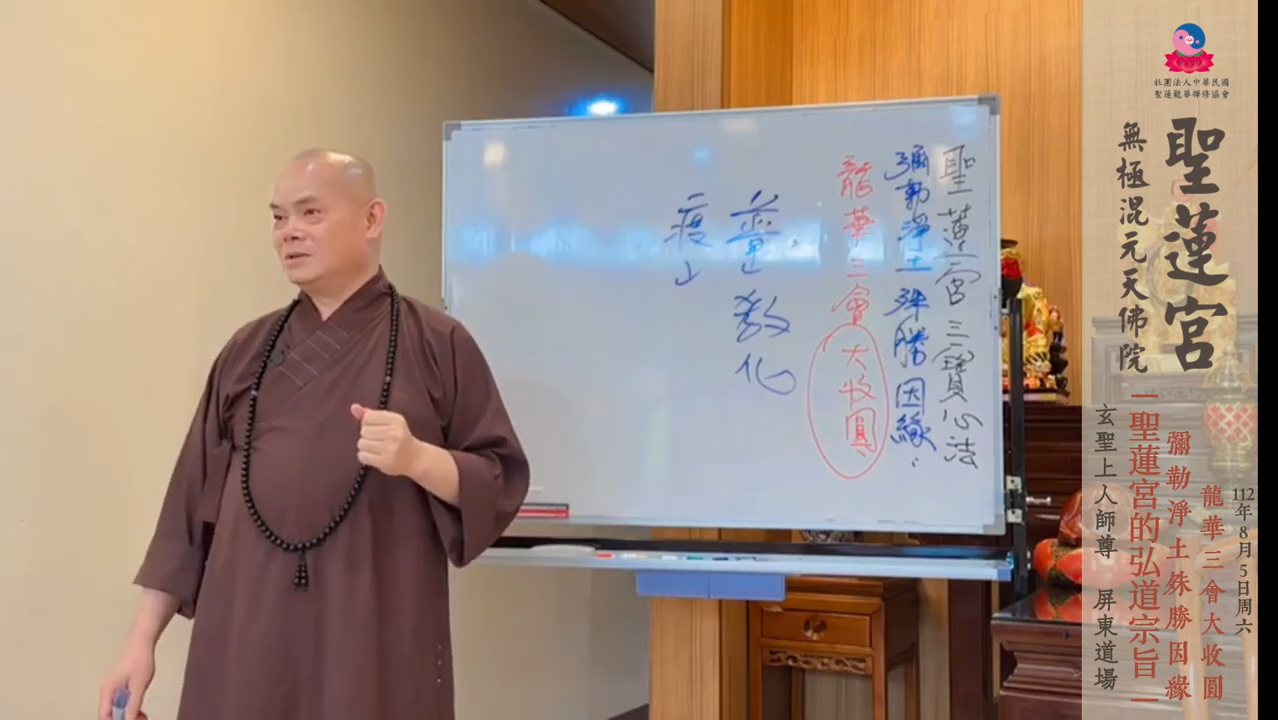 聖蓮宮三寶心法
彌勒淨土殊勝因緣
龍華三會大收圓
教化
社團法人中華民國
聖蓮龍華禪修協會
聖蓮宮
無極混元天佛院
112年8月5日周六
龍華三會大收圓
彌勒淨土殊勝因緣
聖蓮宮的弘道宗旨
玄聖上人師尊 屏東道場